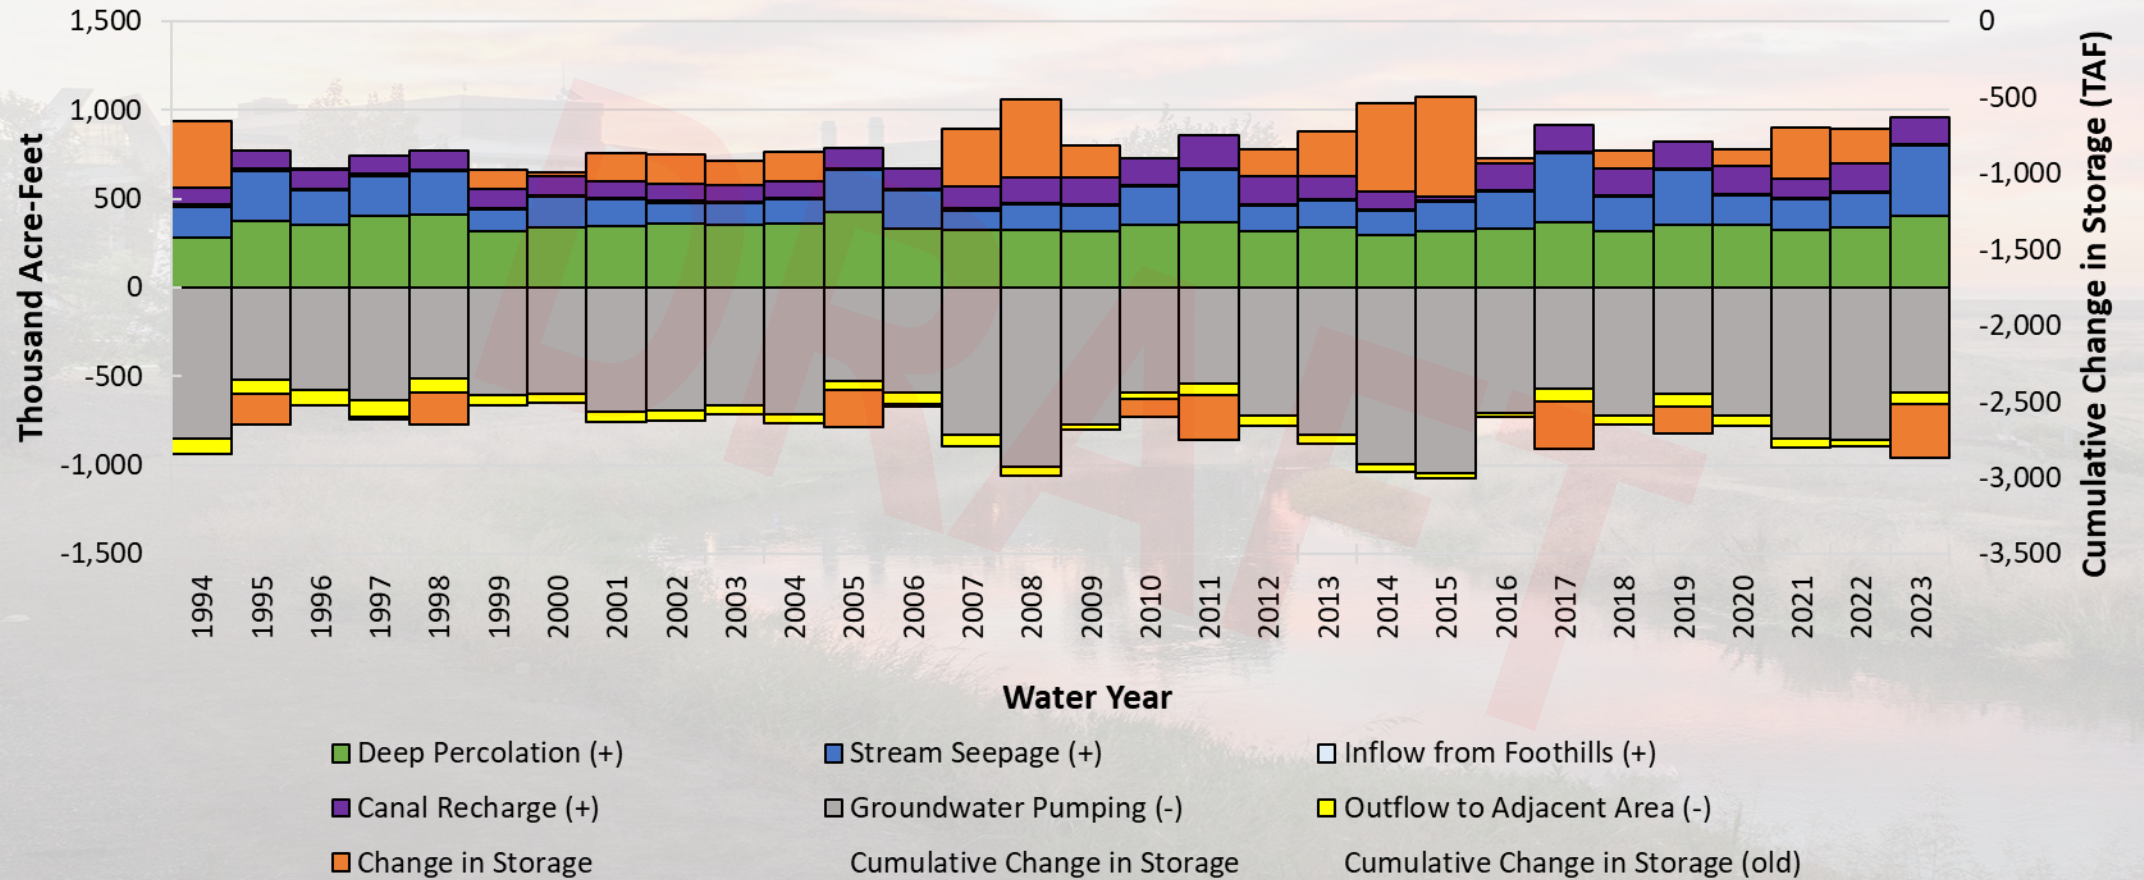 1,500
1,000
500
0
-500
-1,000
-1,500
Thousand Acre-Feet
0
-500
-1,000
-1,500
-2,000
-2,500
-3,000
-3,500
Cumulative Change in Storage (TAF)
DRAFT
1994 1995 1996 1997 1998 1999 2000 2001 2002 2003 2004 2005 2006 2007 2008 2009 2010 2011 2012 2013 2014 2015 2016 2017 2018 2019 2020 2021 2022 2023
Water Year
Deep Percolation (+) Stream Seepage (+) Inflow from Foothills (+)
Canal Recharge (+) Groundwater Pumping (-) Outflow to Adjacent Area (-)
Change in Storage Cumulative Change in Storage Cumulative Change in Storage (old)